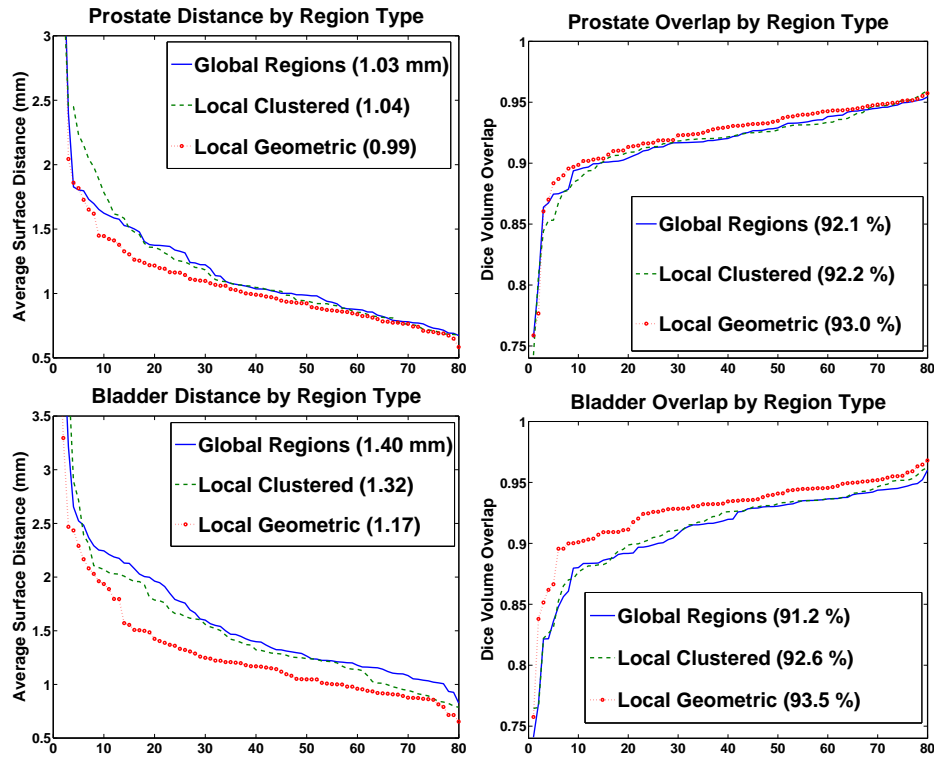 Prostate Distance by Region Type
Average Surface Distance (mm)
3
2.5
2
1.5
1
0.5
0 10 20 30 40 50 60 70 80
Global Regions (1.03 mm)
Local Clustered (1.04)
Local Geometric (0.99)
Prostate Overlap by Region Type
Dice Volume Overlap
1
0.95
0.9
0.85
0.8
0.75
0 10 20 30 40 50 60 70 80
Global Regions (92.1 %)
Local Clustered (92.2 %)
Local Geometric (93.0 %)
Bladder Distance by Region Type
Average Surface Distance (mm)
3.5
3
2.5
2
1.5
1
0.5
0 10 20 30 40 50 60 70 80
Global Regions (1.40 mm)
Local Clustered (1.32)
Local Geometric (1.17)
Bladder Overlap by Region Type
Dice Volume Overlap
1
0.95
0.9
0.85
0.8
0.75
0 10 20 30 40 50 60 70 80
Global Regions (91.2 %)
Local Clustered (92.6 %)
Local Geometric (93.5 %)